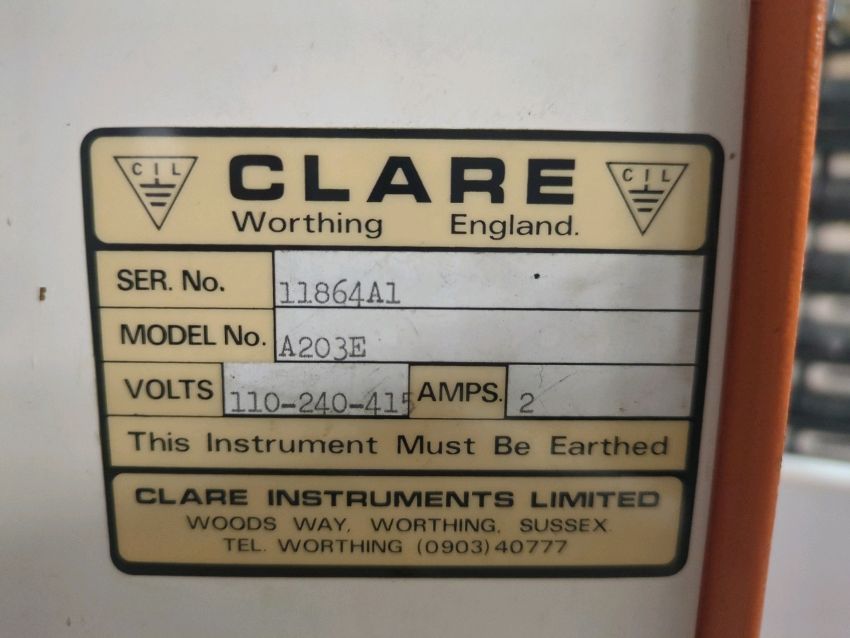 CIL CLARE CIL
Worthing England.
SER. No. 11864A1
MODEL No. A203E
VOLTS 110-240-415 AMPS. 2
This Instrument Must Be Earthed
CLARE INSTRUMENTS LIMITED
WOODS WAY, WORTHING, SUSSEX.
TEL. WORTHING (0903) 40777